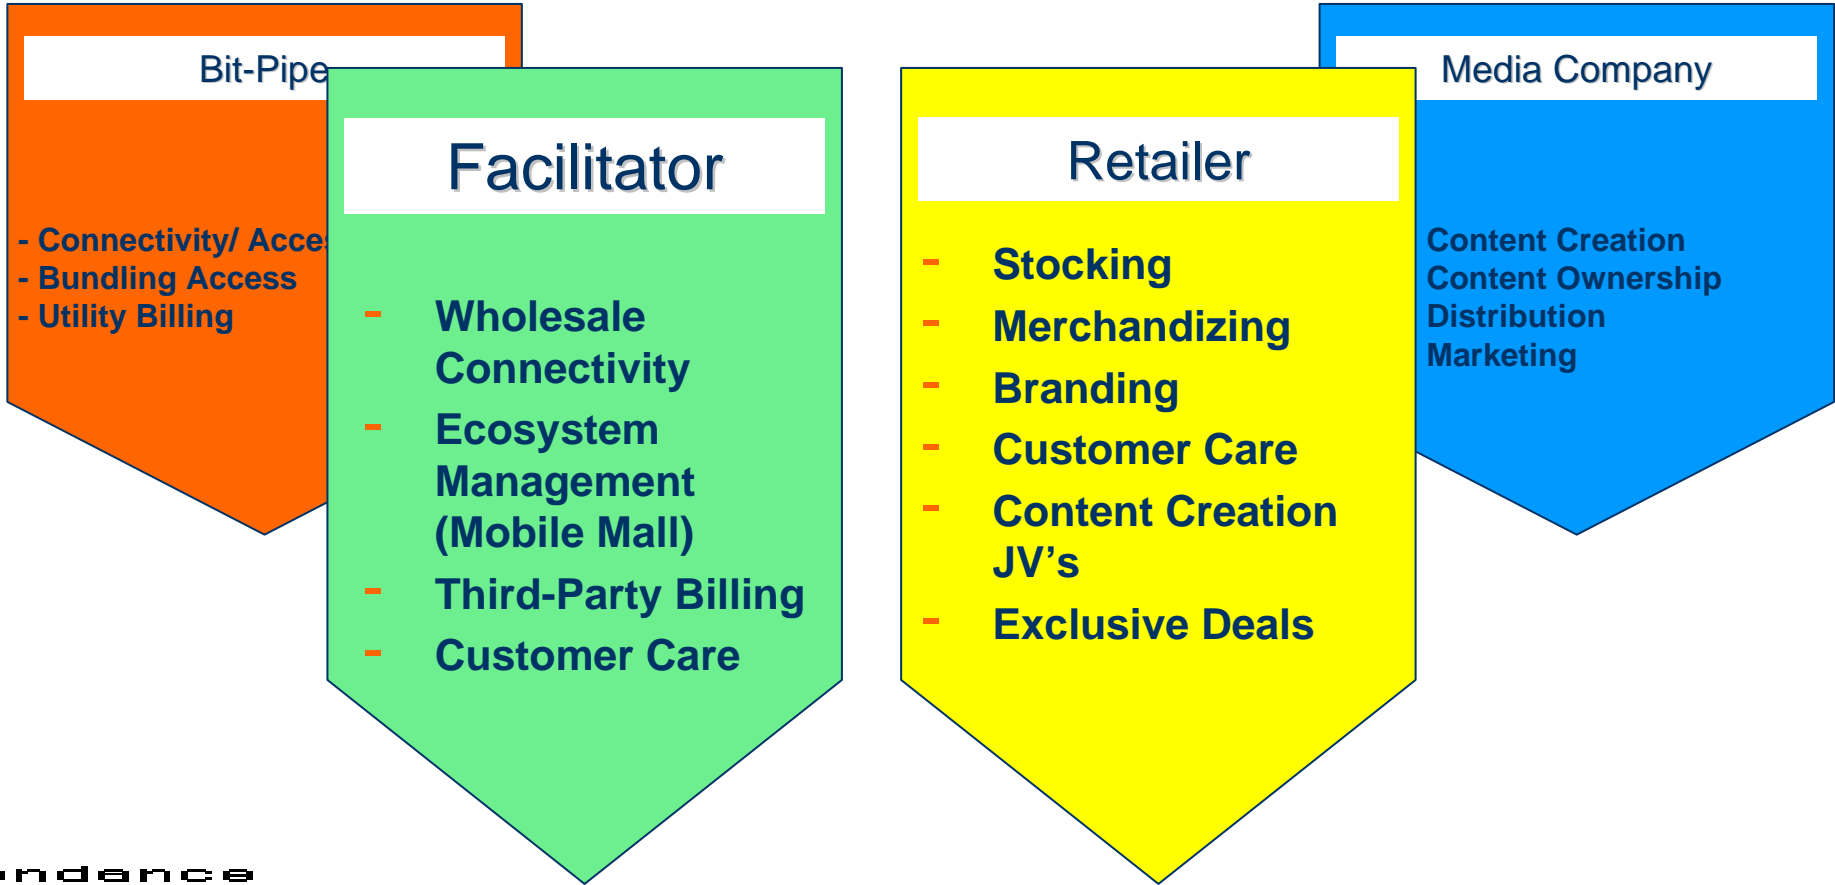 Bit-Pipe
- Connectivity/ Acces
- Bundling Access
- Utility Billing
Facilitator
- Wholesale
Connectivity
- Ecosystem
Management
(Mobile Mall)
- Third-Party Billing
- Customer Care
Retailer
- Stocking
- Merchandizing
- Branding
- Customer Care
- Content Creation
JV’s
- Exclusive Deals
Media Company
Content Creation
Content Ownership
Distribution
Marketing
ndance